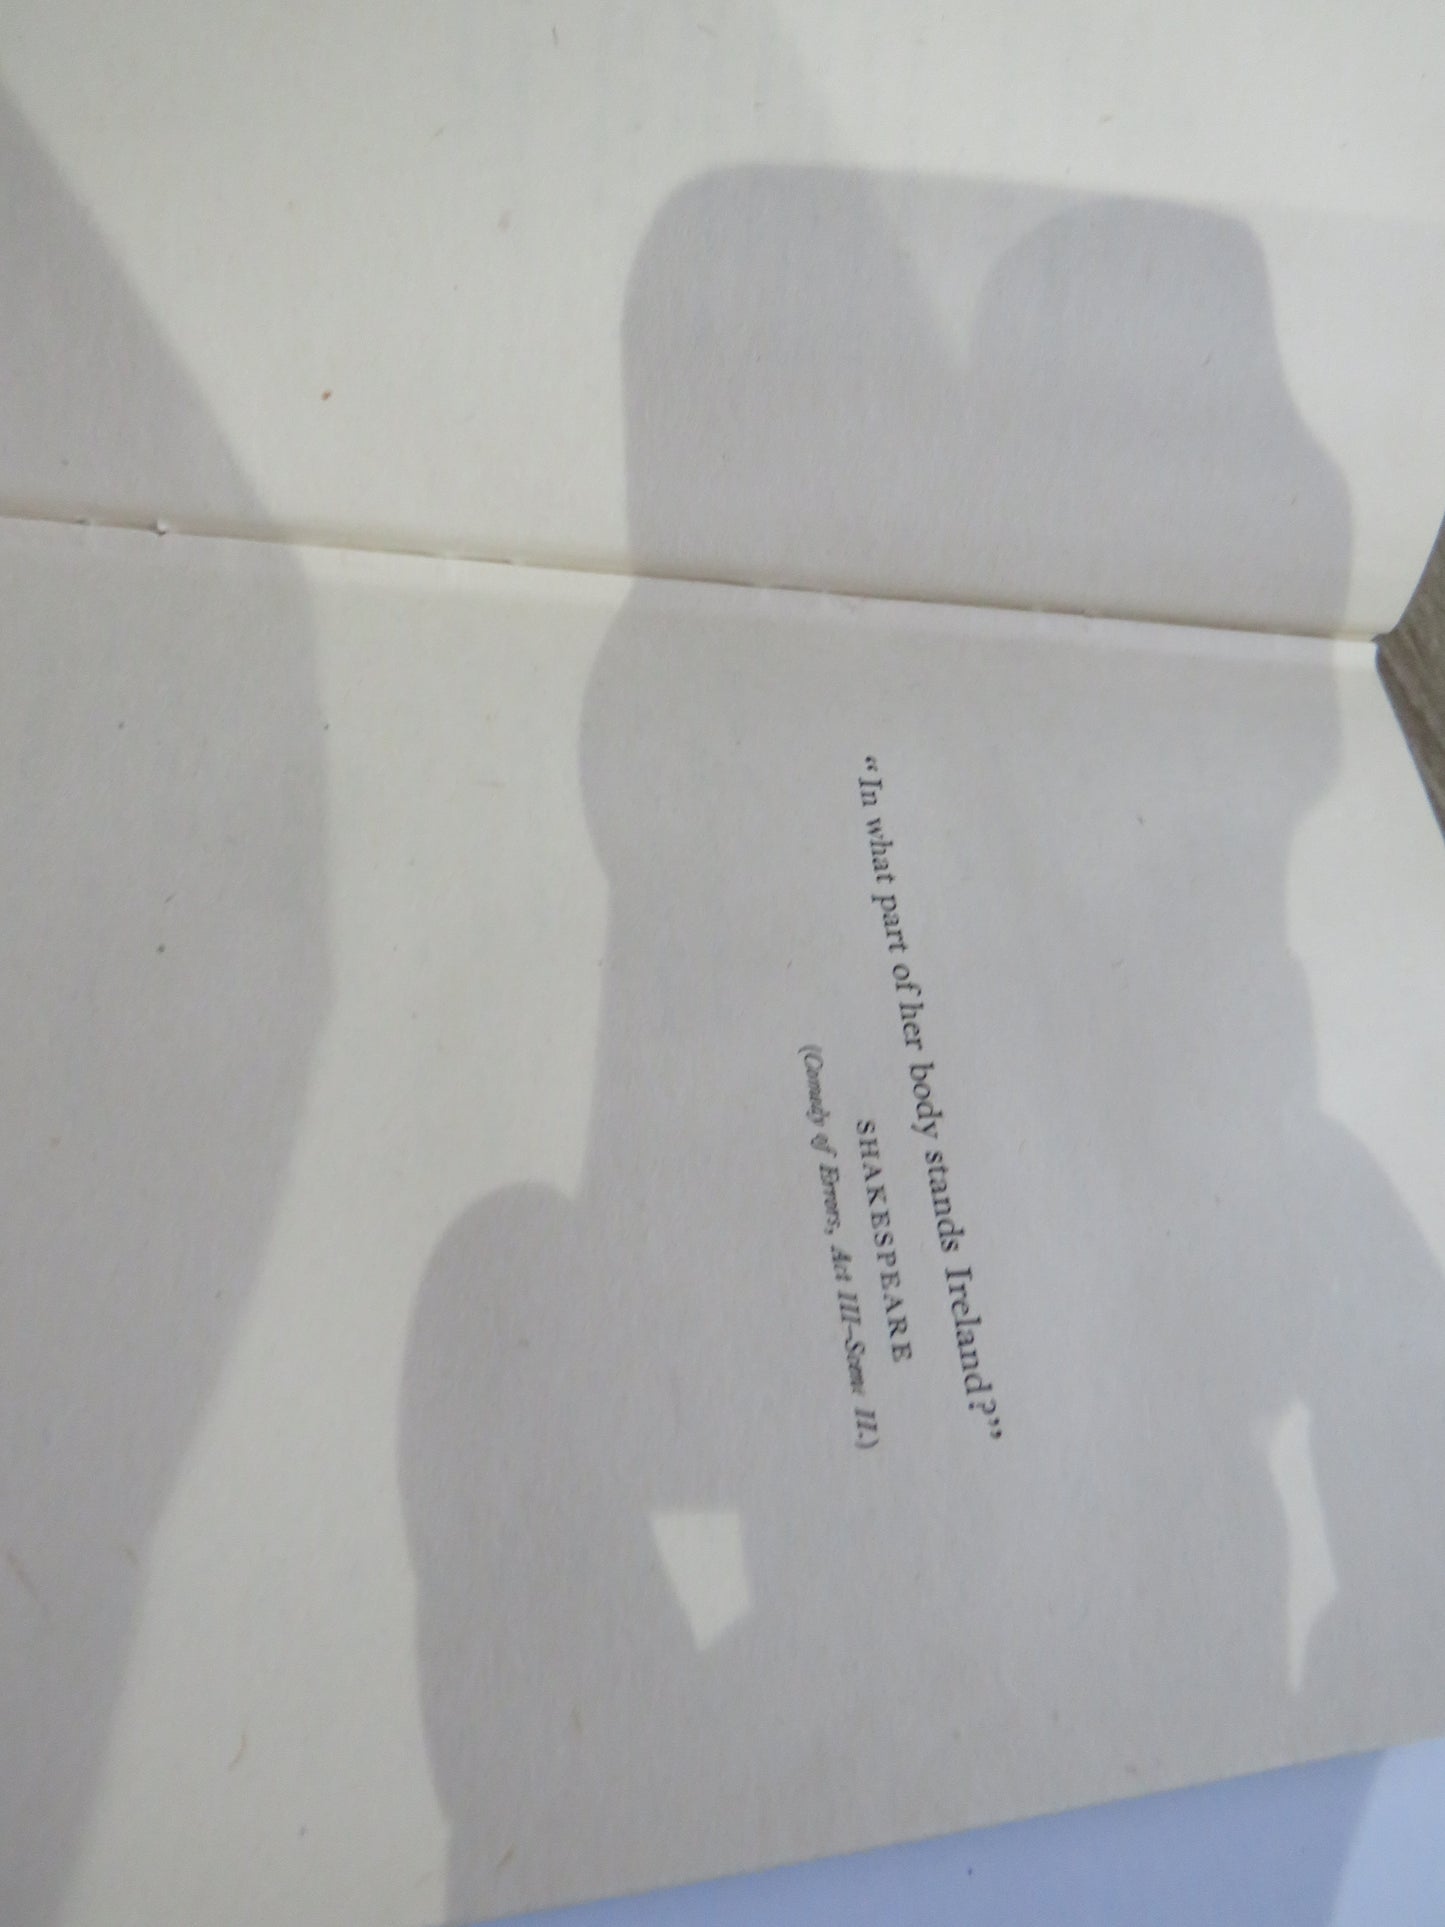 “In what part of her body stands Ireland?”
SHAKESPEARE
(Comedy of Errors, Act III–Scene II.)